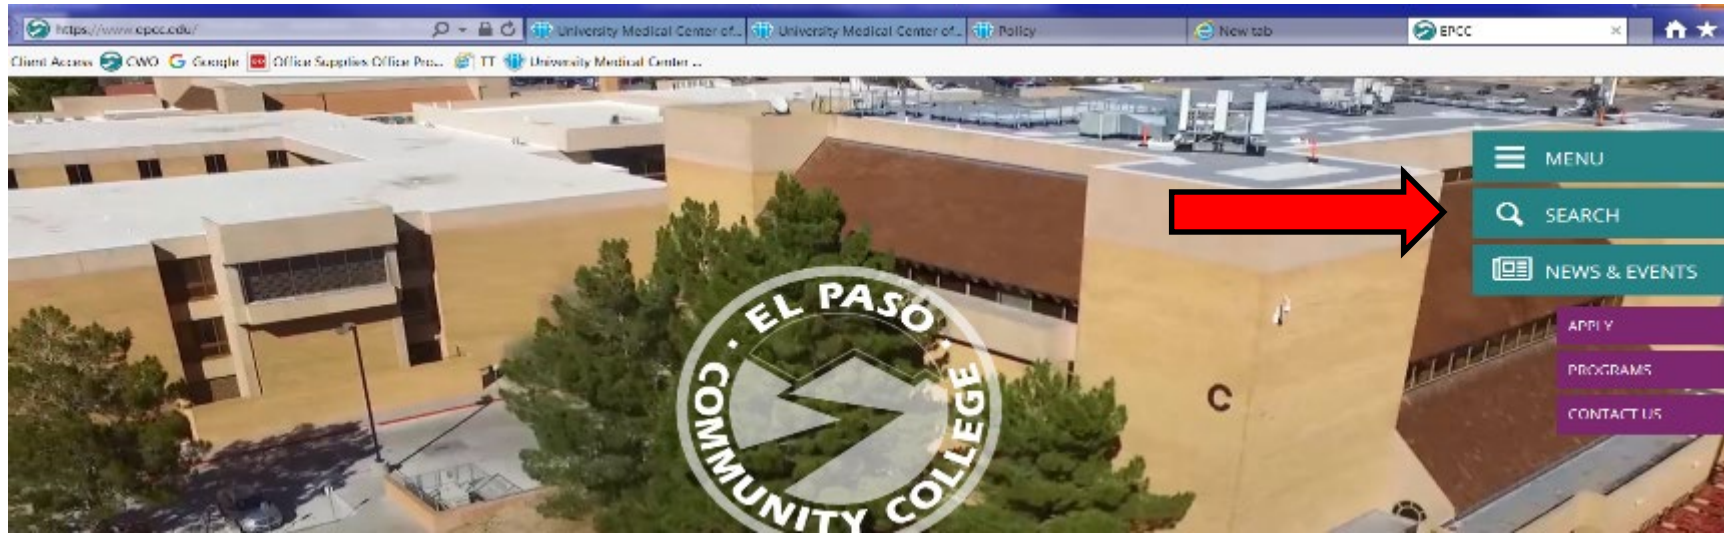 https://www.epcc.edu/
University Medical Center of...
University Medical Center of...
Policy
New tab
EPCC
Client Access
CWO
G Google
Office Supplies Office Pro...
TT
University Medical Center ...
MENU
SEARCH
NEWS & EVENTS
APPLY
PROGRAMS
CONTACT US
EL PASO
COMMUNITY COLLEGE
C